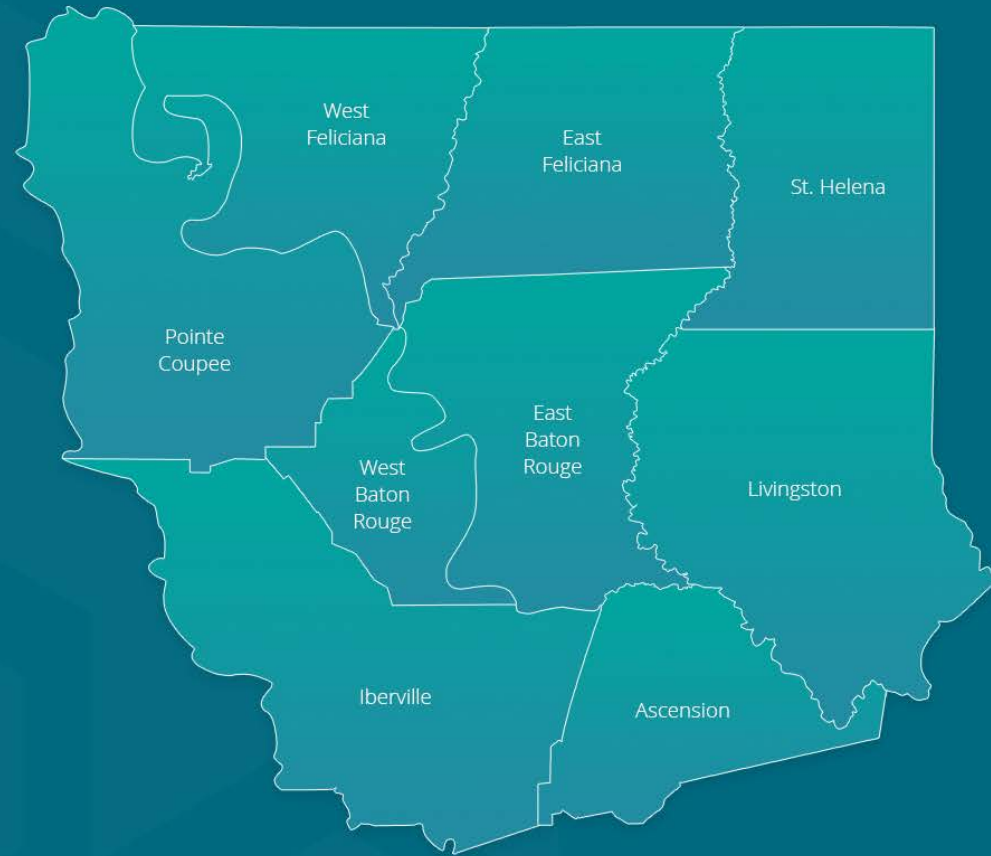 West
Feliciana
East
Feliciana
St. Helena
Pointe
Coupee
East
Baton
Rouge
West
Baton
Rouge
Livingston
Iberville
Ascension